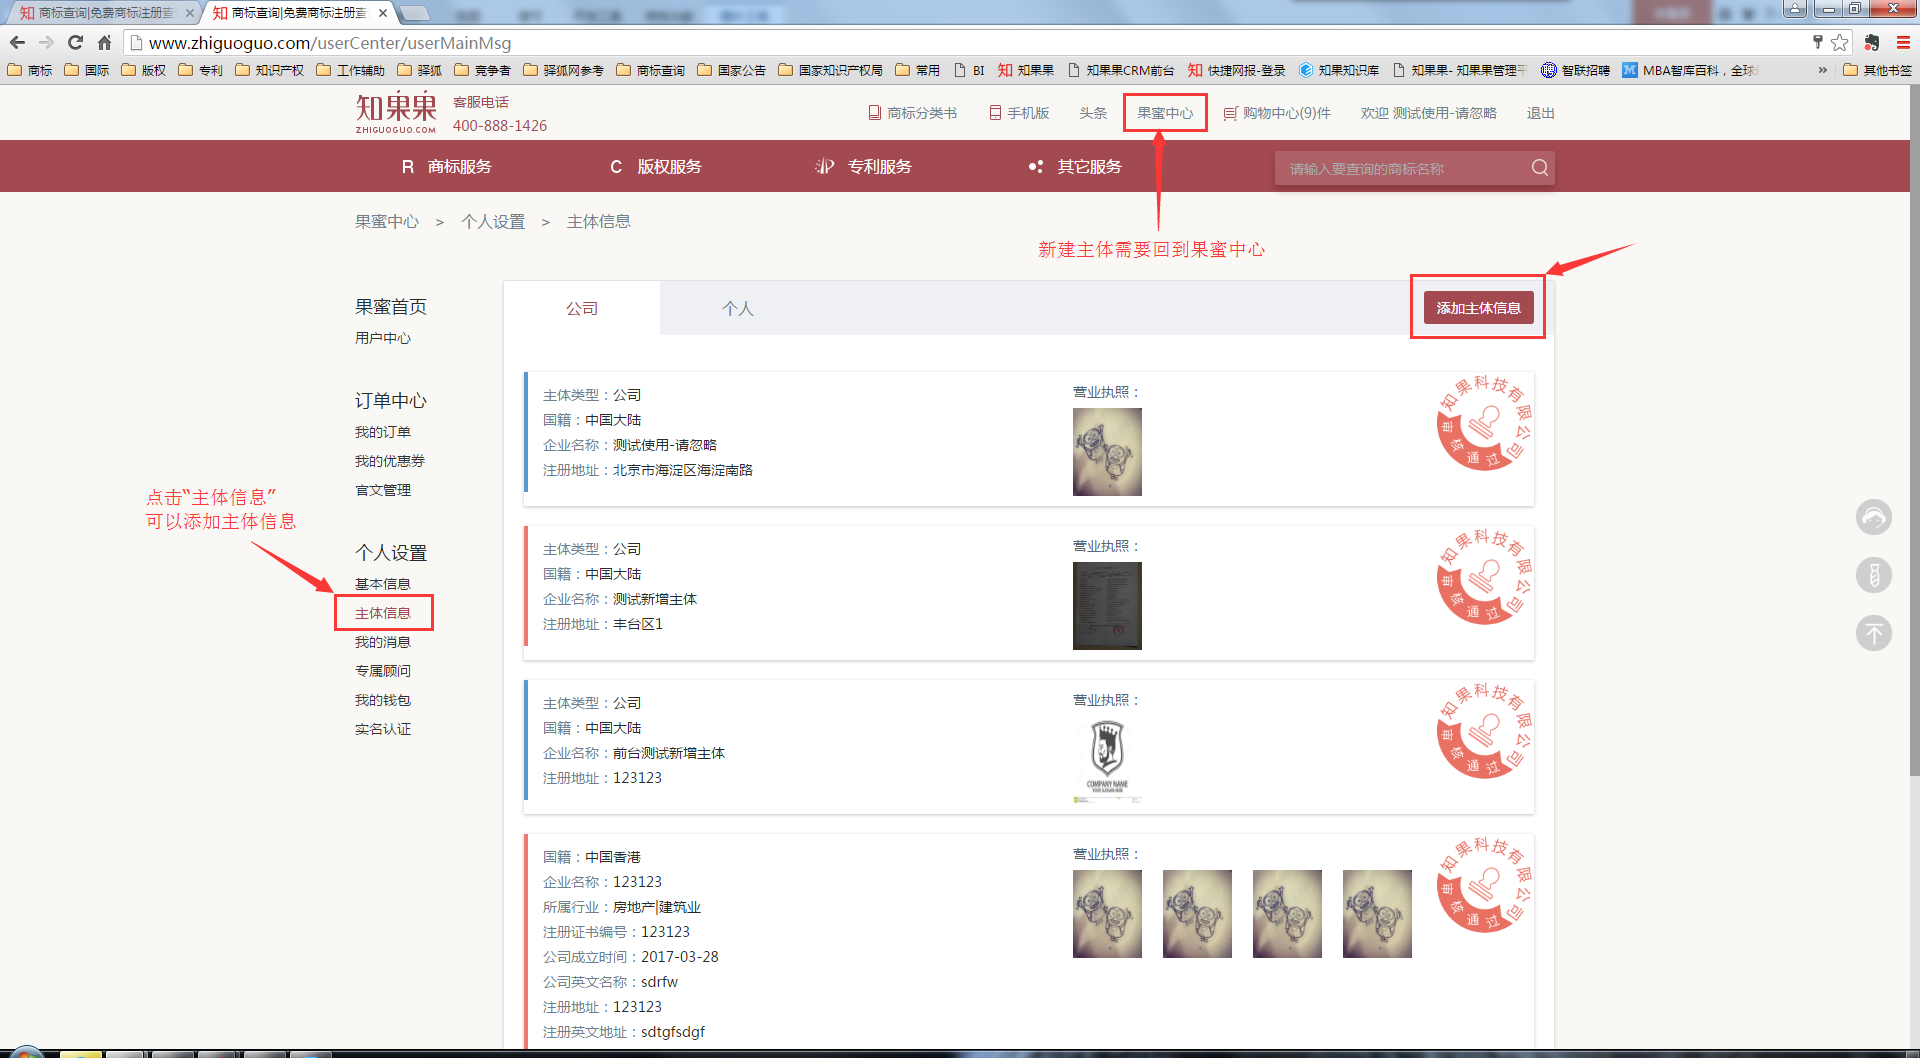 知 商标查询|免费商标注册查
知 商标查询|免费商标注册查
www.zhiguoguo.com/userCenter/userMainMsg
商标 国际 版权 专利 知识产权 工作辅助 驿狐 竞争者 驿狐网参考 商标查询 国家公告 国家知识产权局 常用 BI 知 知果果 知果果CRM前台 知 快捷网报-登录 知果知识库 知果果- 知果果管理平 智联招聘 M MBA智库百科，全球 » 其他书签
知果果
ZHIGUOGUO.COM
客服电话
400-888-1426
商标分类书 手机版 头条 果蜜中心 购物中心(9)件 欢迎 测试使用-请忽略 退出
R 商标服务 C 版权服务 专利服务 其它服务 请输入要查询的商标名称
果蜜中心 > 个人设置 > 主体信息
新建主体需要回到果蜜中心
果蜜首页
用户中心
订单中心
我的订单
我的优惠券
官文管理
点击“主体信息”
可以添加主体信息
个人设置
基本信息
主体信息
我的消息
专属顾问
我的钱包
实名认证
公司 个人 添加主体信息
主体类型：公司
国籍：中国大陆
企业名称：测试使用-请忽略
注册地址：北京市海淀区海淀南路
营业执照：
知果科技有限公司
审核通过
主体类型：公司
国籍：中国大陆
企业名称：测试新增主体
注册地址：丰台区1
营业执照：
知果科技有限公司
审核通过
主体类型：公司
国籍：中国大陆
企业名称：前台测试新增主体
注册地址：123123
营业执照：
COMPANY NAME
YOUR SLOGAN HERE
知果科技有限公司
审核通过
国籍：中国香港
企业名称：123123
所属行业：房地产|建筑业
注册证书编号：123123
公司成立时间：2017-03-28
公司英文名称：sdrfw
注册地址：123123
注册英文地址：sdtgfsdgf
营业执照：
知果科技有限公司
审核通过